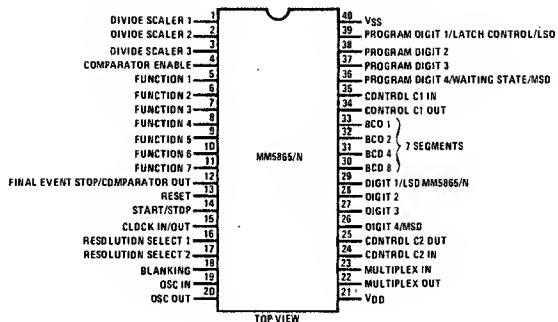 DIVIDE SCALER 1 1
DIVIDE SCALER 2 2
DIVIDE SCALER 3 3
COMPARATOR ENABLE 4
FUNCTION 1 5
FUNCTION 2 6
FUNCTION 3 7
FUNCTION 4 8
FUNCTION 5 9
FUNCTION 6 10
FUNCTION 7 11
FINAL EVENT STOP/COMPARATOR OUT 12
RESET 13
START/STOP 14
CLOCK IN/OUT 15
RESOLUTION SELECT 1 16
RESOLUTION SELECT 2 17
BLANKING 18
OSC IN 19
OSC OUT 20
MM5865/N
40 VSS
39 PROGRAM DIGIT 1/LATCH CONTROL/LSD
38 PROGRAM DIGIT 2
37 PROGRAM DIGIT 3
36 PROGRAM DIGIT 4/WAITING STATE/MSD
35 CONTROL C1 IN
34 CONTROL C1 OUT
33 BCD 1
32 BCD 2
31 BCD 4
30 BCD 8
7 SEGMENTS
29 DIGIT 1/LSD MM5865/N
28 DIGIT 2
27 DIGIT 3
26 DIGIT 4/MSD
25 CONTROL C2 OUT
24 CONTROL C2 IN
23 MULTIPLEX IN
22 MULTIPLEX OUT
21 VDD
TOP VIEW